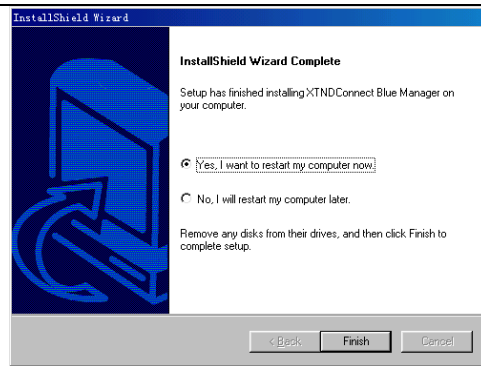 InstallShield Wizard
InstallShield Wizard Complete
Setup has finished installing XTNDConnect Blue Manager on
your computer.
Yes, I want to restart my computer now.
No, I will restart my computer later.
Remove any disks from their drives, and then click Finish to
complete setup.
< Back
Finish
Cancel